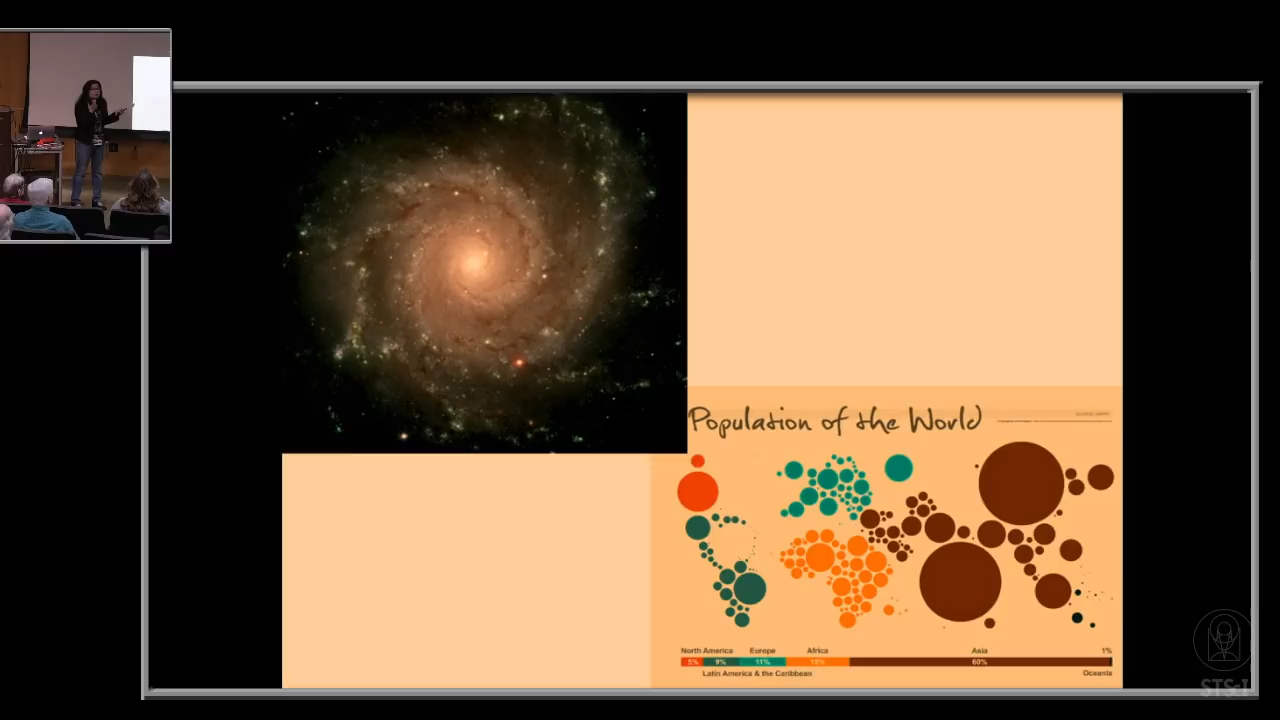 Population of the World
North America
Europe
Africa
Asia
1%
5%
9%
11%
15%
60%
Latin America & the Caribbean
Oceania
STScI